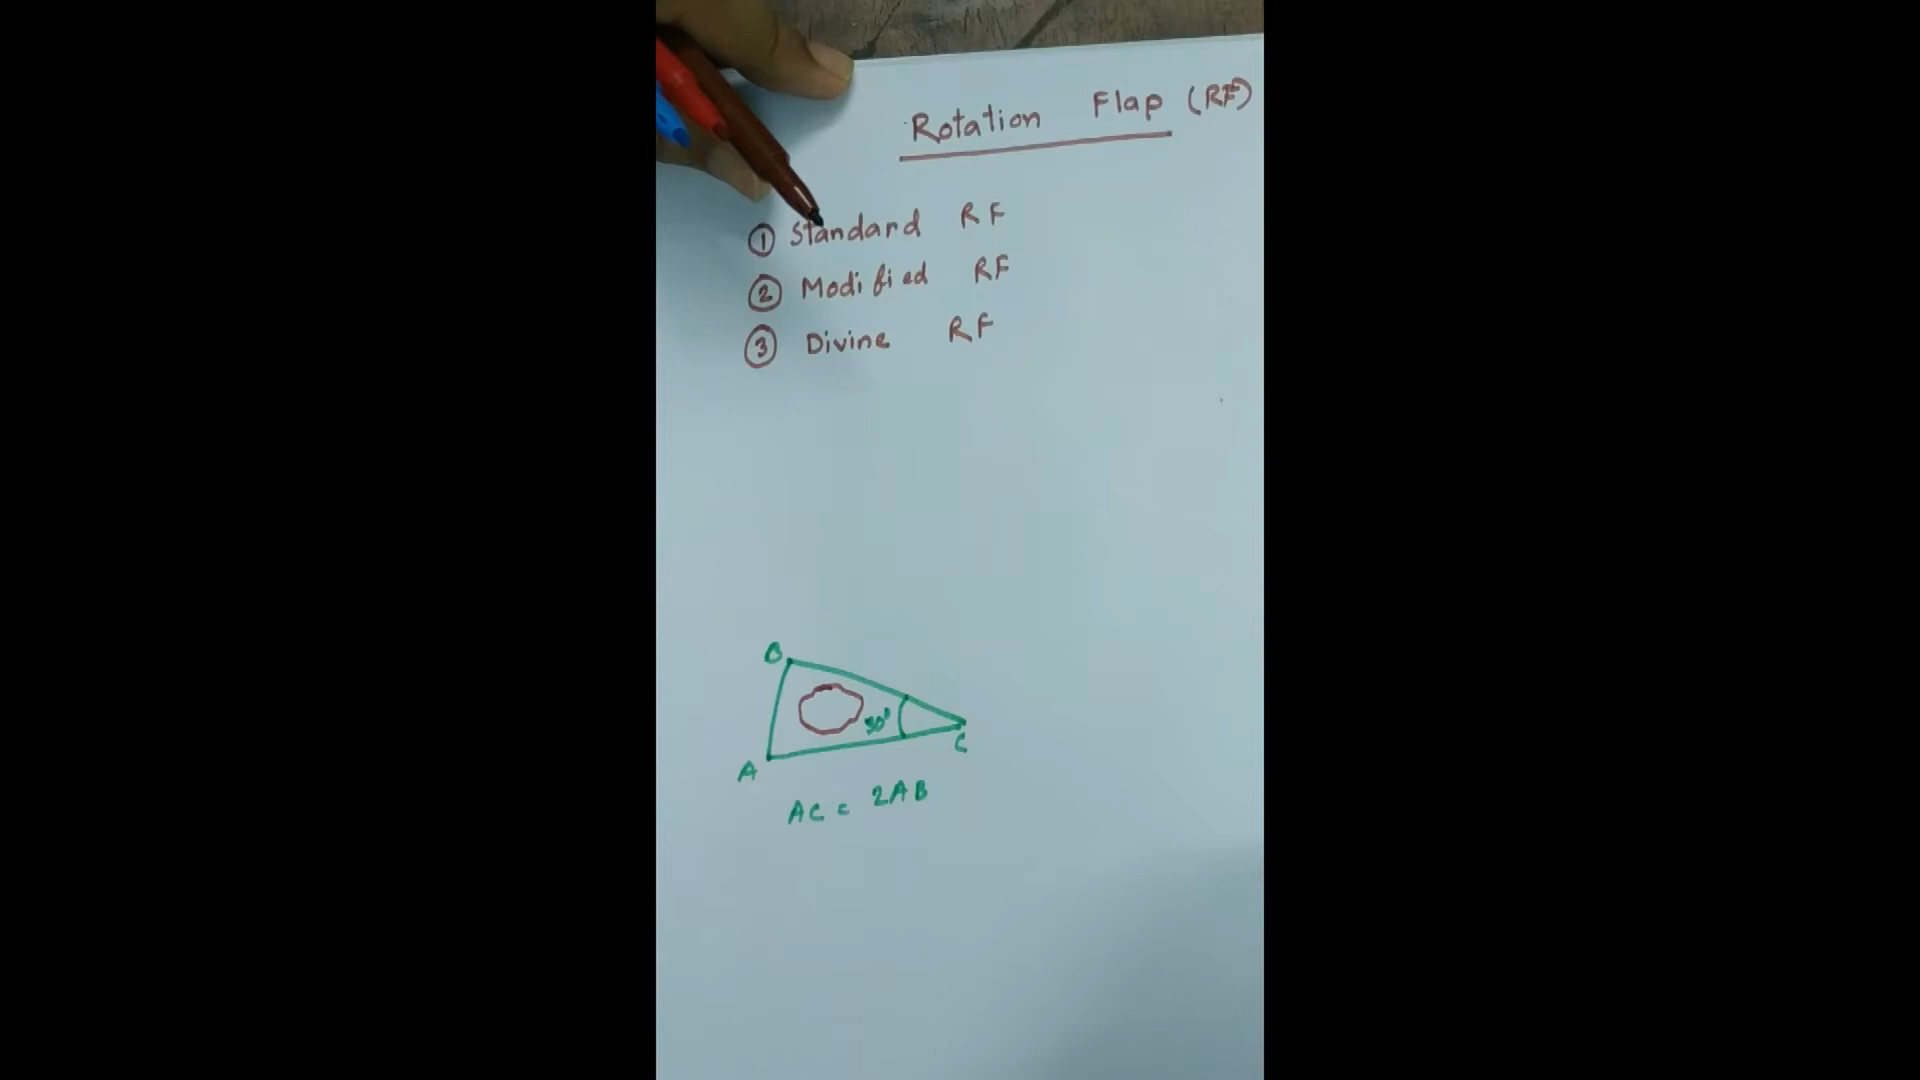 Rotation Flap (RF)
① Standard RF
② Modified RF
③ Divine RF
B
30°
C
A
AC = 2AB